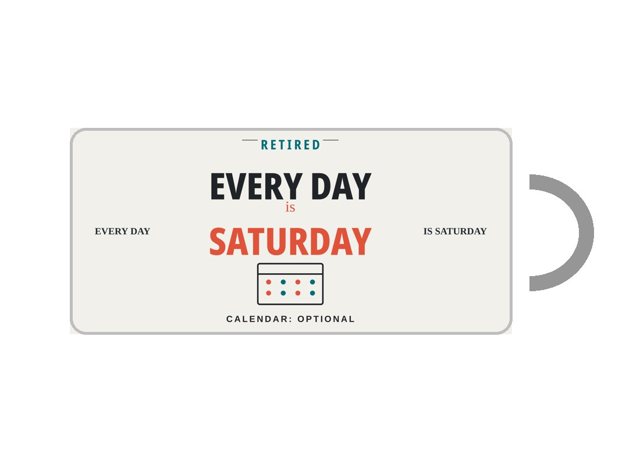 RETIRED
EVERY DAY
is
SATURDAY
EVERY DAY
IS SATURDAY
CALENDAR: OPTIONAL